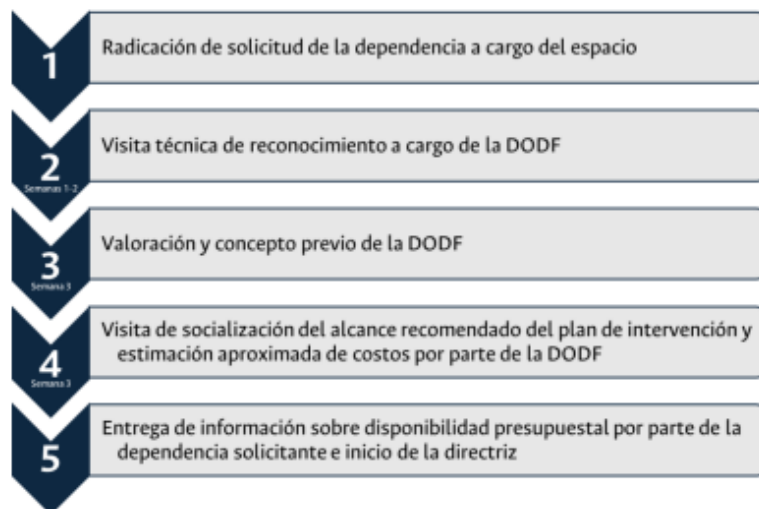 1
Radicación de solicitud de la dependencia a cargo del espacio
2
Semanas 1-2
Visita técnica de reconocimiento a cargo de la DODF
3
Semana 3
Valoración y concepto previo de la DODF
4
Semana 3
Visita de socialización del alcance recomendado del plan de intervención y
estimación aproximada de costos por parte de la DODF
5
Entrega de información sobre disponibilidad presupuestal por parte de la
dependencia solicitante e inicio de la directriz